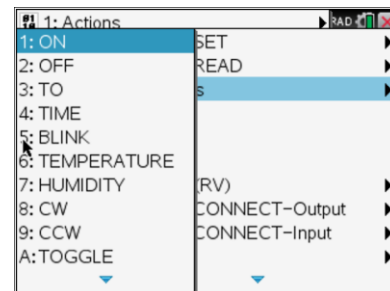 1: Actions
RAD
1: ON
SET
2: OFF
READ
3: TO
s
4: TIME
5: BLINK
6: TEMPERATURE
7: HUMIDITY
(RV)
8: CW
CONNECT-Output
9: CCW
CONNECT-Input
A: TOGGLE